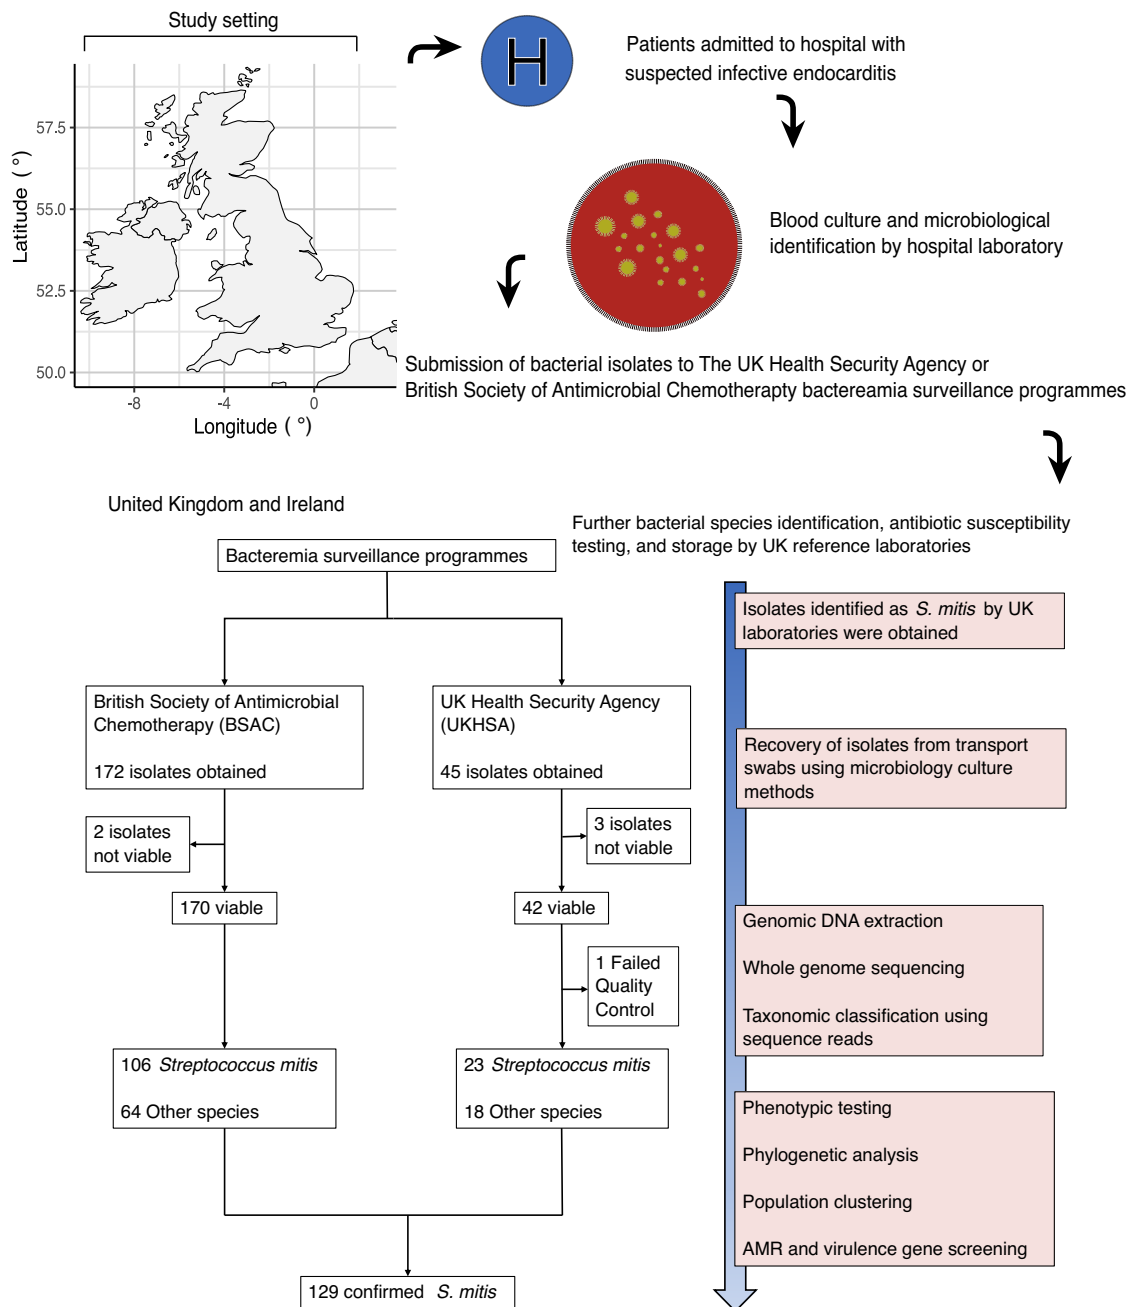 Study setting
H
Patients admitted to hospital with
suspected infective endocarditis
57.5
55.0
52.5
50.0
Latitude ( °)
-8
-4
0
Longitude ( °)
Blood culture and microbiological
identification by hospital laboratory
Submission of bacterial isolates to The UK Health Security Agency or
British Society of Antimicrobial Chemotherapty bactereamia surveillance programmes
United Kingdom and Ireland
Further bacterial species identification, antibiotic susceptibility
testing, and storage by UK reference laboratories
Bacteremia surveillance programmes
British Society of Antimicrobial
Chemotherapy (BSAC)
172 isolates obtained
UK Health Security Agency
(UKHSA)
45 isolates obtained
2 isolates
not viable
3 isolates
not viable
170 viable
42 viable
1 Failed
Quality
Control
106 Streptococcus mitis
64 Other species
23 Streptococcus mitis
18 Other species
129 confirmed S. mitis
Isolates identified as S. mitis by UK
laboratories were obtained
Recovery of isolates from transport
swabs using microbiology culture
methods
Genomic DNA extraction
Whole genome sequencing
Taxonomic classification using
sequence reads
Phenotypic testing
Phylogenetic analysis
Population clustering
AMR and virulence gene screening